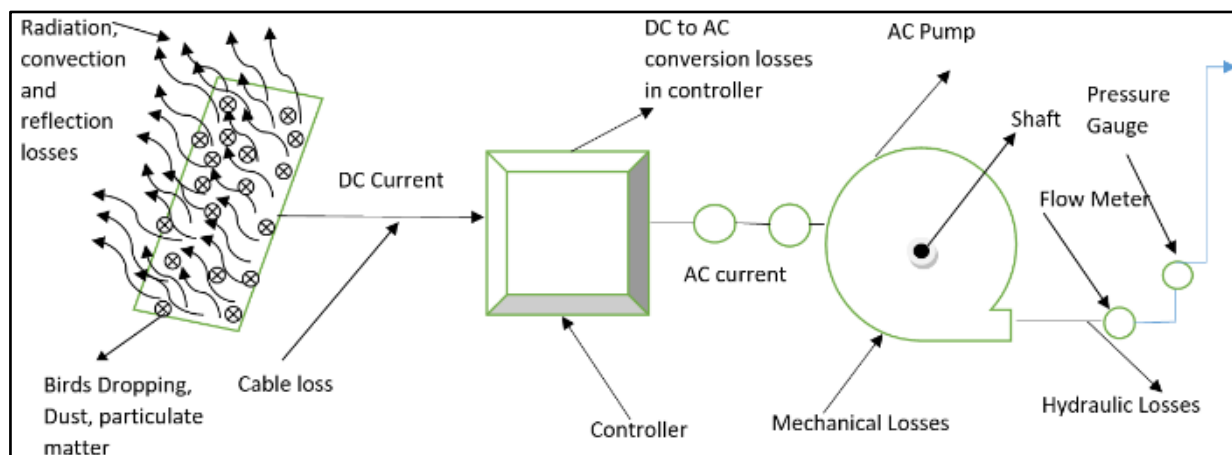 Radiation,
convection
and
reflection
losses
DC Current
DC to AC
conversion losses
in controller
AC Pump
Shaft
Pressure
Gauge
Flow Meter
AC current
Birds Dropping,
Dust, particulate
matter
Cable loss
Controller
Mechanical Losses
Hydraulic Losses